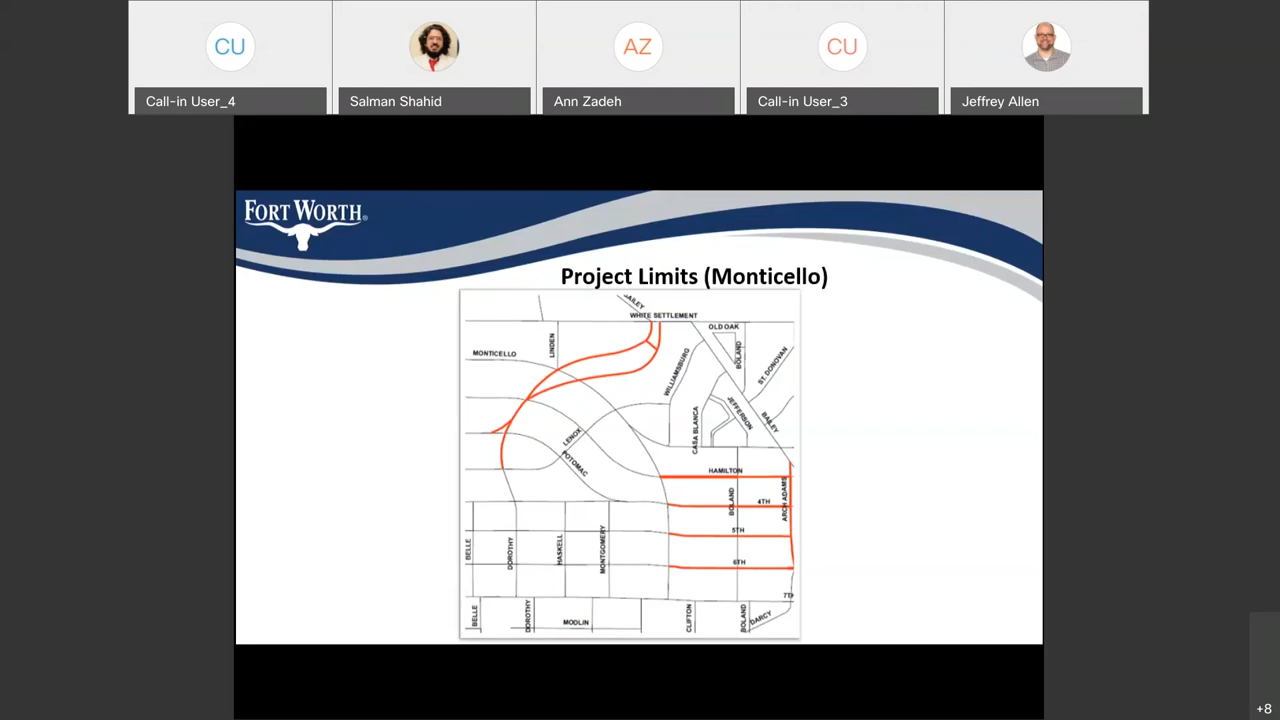 CU
AZ
CU
Call-in User_4
Salman Shahid
Ann Zadeh
Call-in User_3
Jeffrey Allen
FORT WORTH®
Project Limits (Monticello)
BAILEY
WHITE SETTLEMENT
OLD OAK
LINDEN
MONTICELLO
BOLAND
WILLIAMSBURG
ST. DONOVAN
JEFFERSON
BAILEY
CASA BLANCA
LENOX
POTOMAC
HAMILTON
BOLAND
4TH
ARCH ADAMS
5TH
BELLE
DOROTHY
HASKELL
MONTGOMERY
6TH
7TH
BELLE
DOROTHY
MODLIN
CLIFTON
BOLAND
DARCY
+8